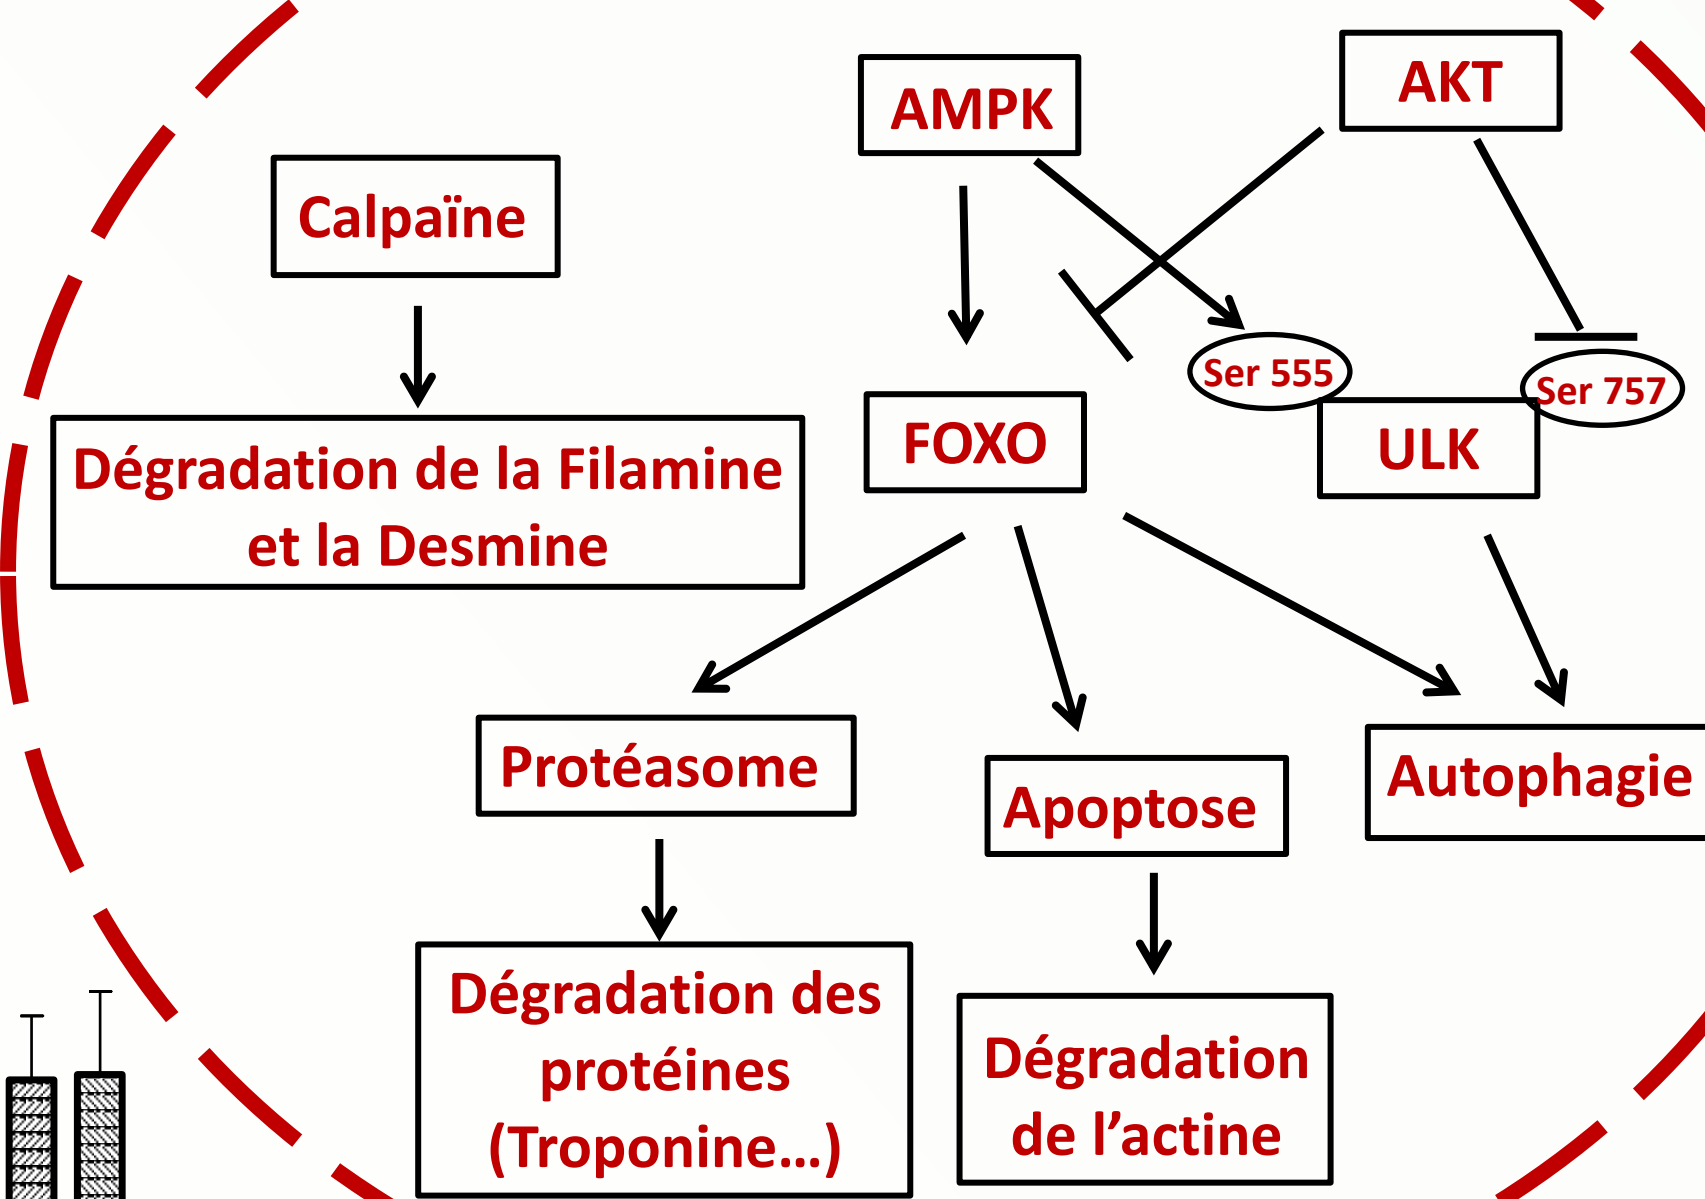 AKT
AMPK
Calpaïne
Ser 555
Ser 757
FOXO
ULK
Dégradation de la Filamine
et la Desmine
Protéasome
Apoptose
Autophagie
Dégradation des
protéines
(Troponine...)
Dégradation
de l’actine